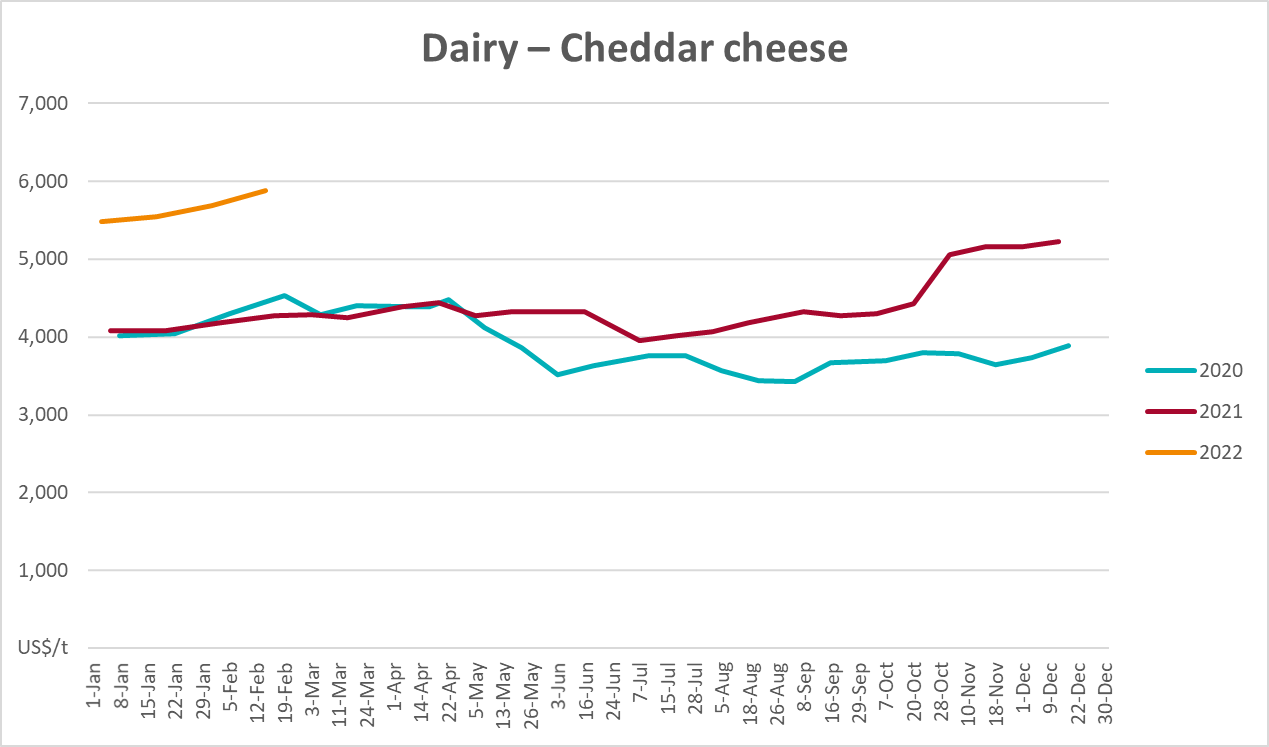 Dairy – Cheddar cheese
7,000
6,000
5,000
4,000
3,000
2,000
1,000
US$/t
1-Jan
8-Jan
15-Jan
22-Jan
29-Jan
5-Feb
12-Feb
19-Feb
3-Mar
11-Mar
24-Mar
1-Apr
14-Apr
22-Apr
5-May
13-May
26-May
3-Jun
16-Jun
24-Jun
7-Jul
15-Jul
28-Jul
5-Aug
18-Aug
26-Aug
8-Sep
16-Sep
29-Sep
7-Oct
20-Oct
28-Oct
10-Nov
18-Nov
1-Dec
9-Dec
22-Dec
30-Dec
2020
2021
2022